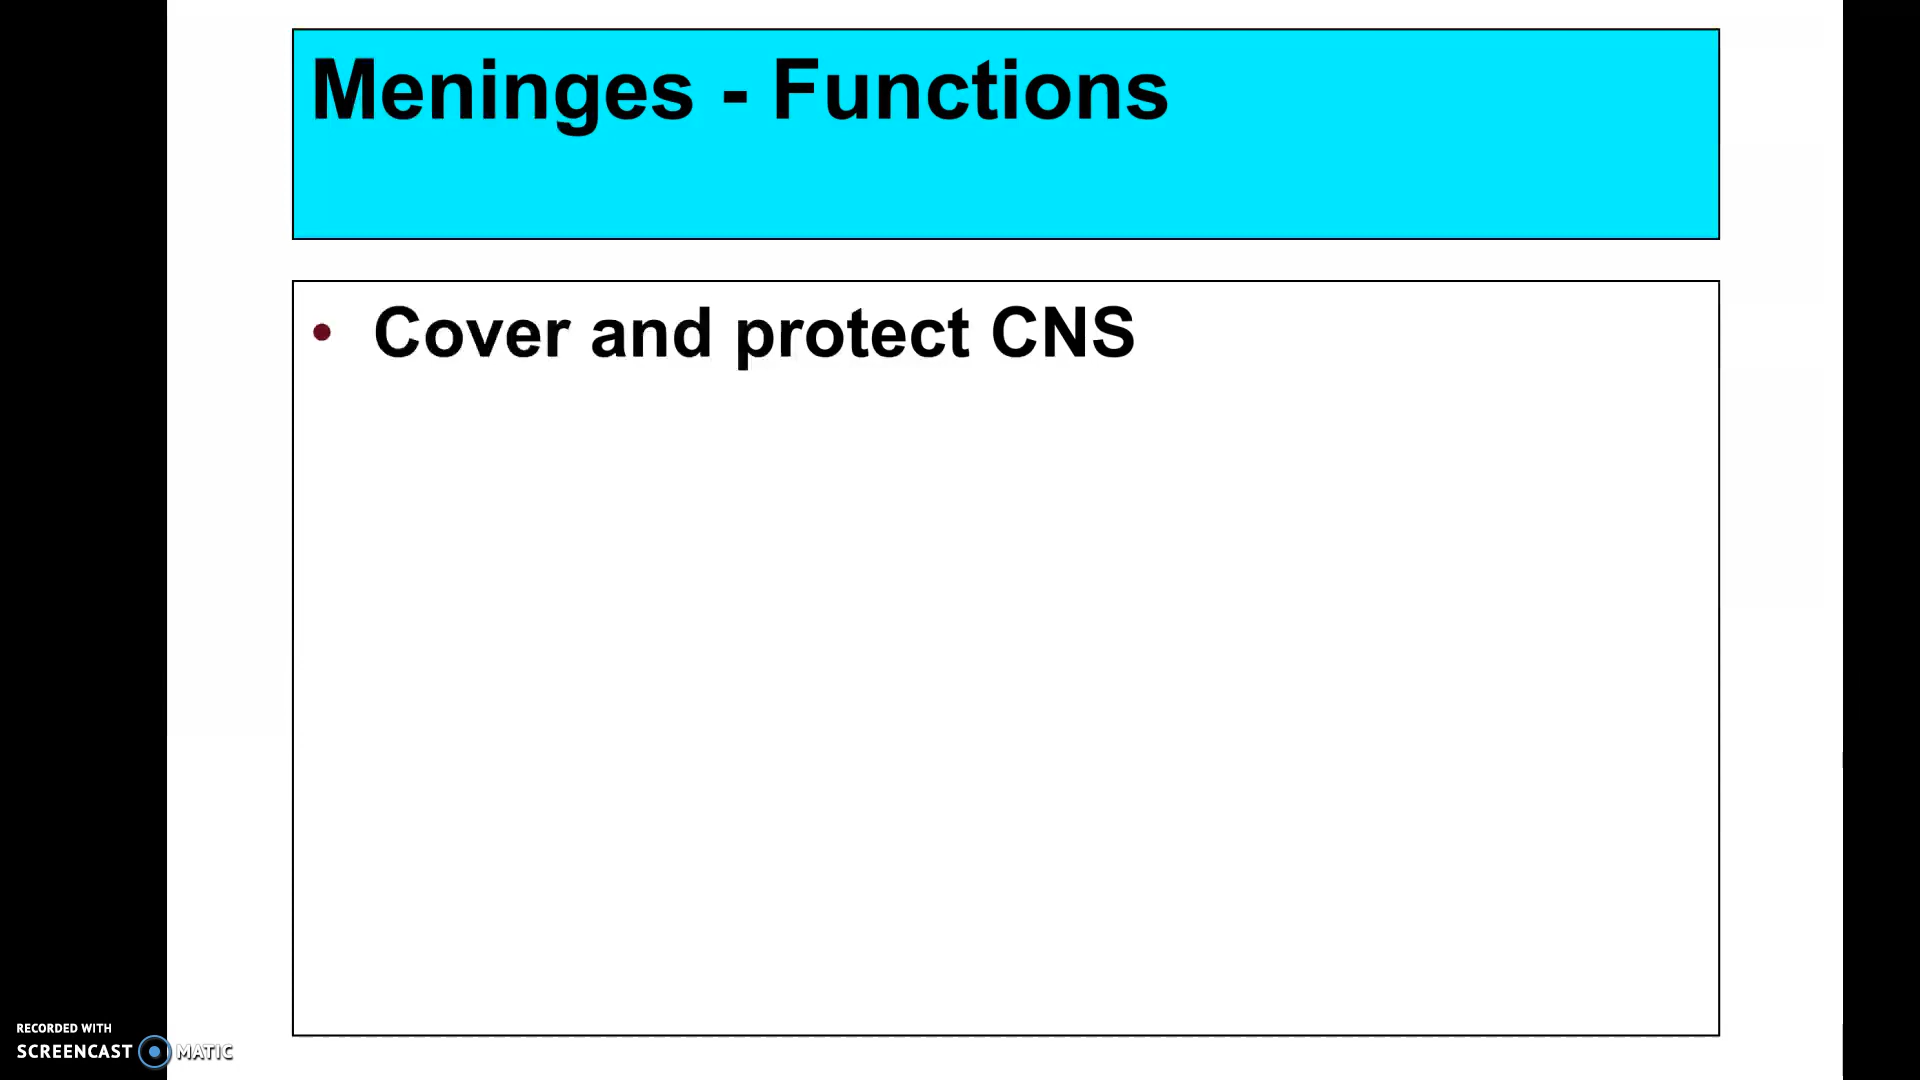 Meninges - Functions
• Cover and protect CNS
RECORDED WITH
SCREENCAST MATIC